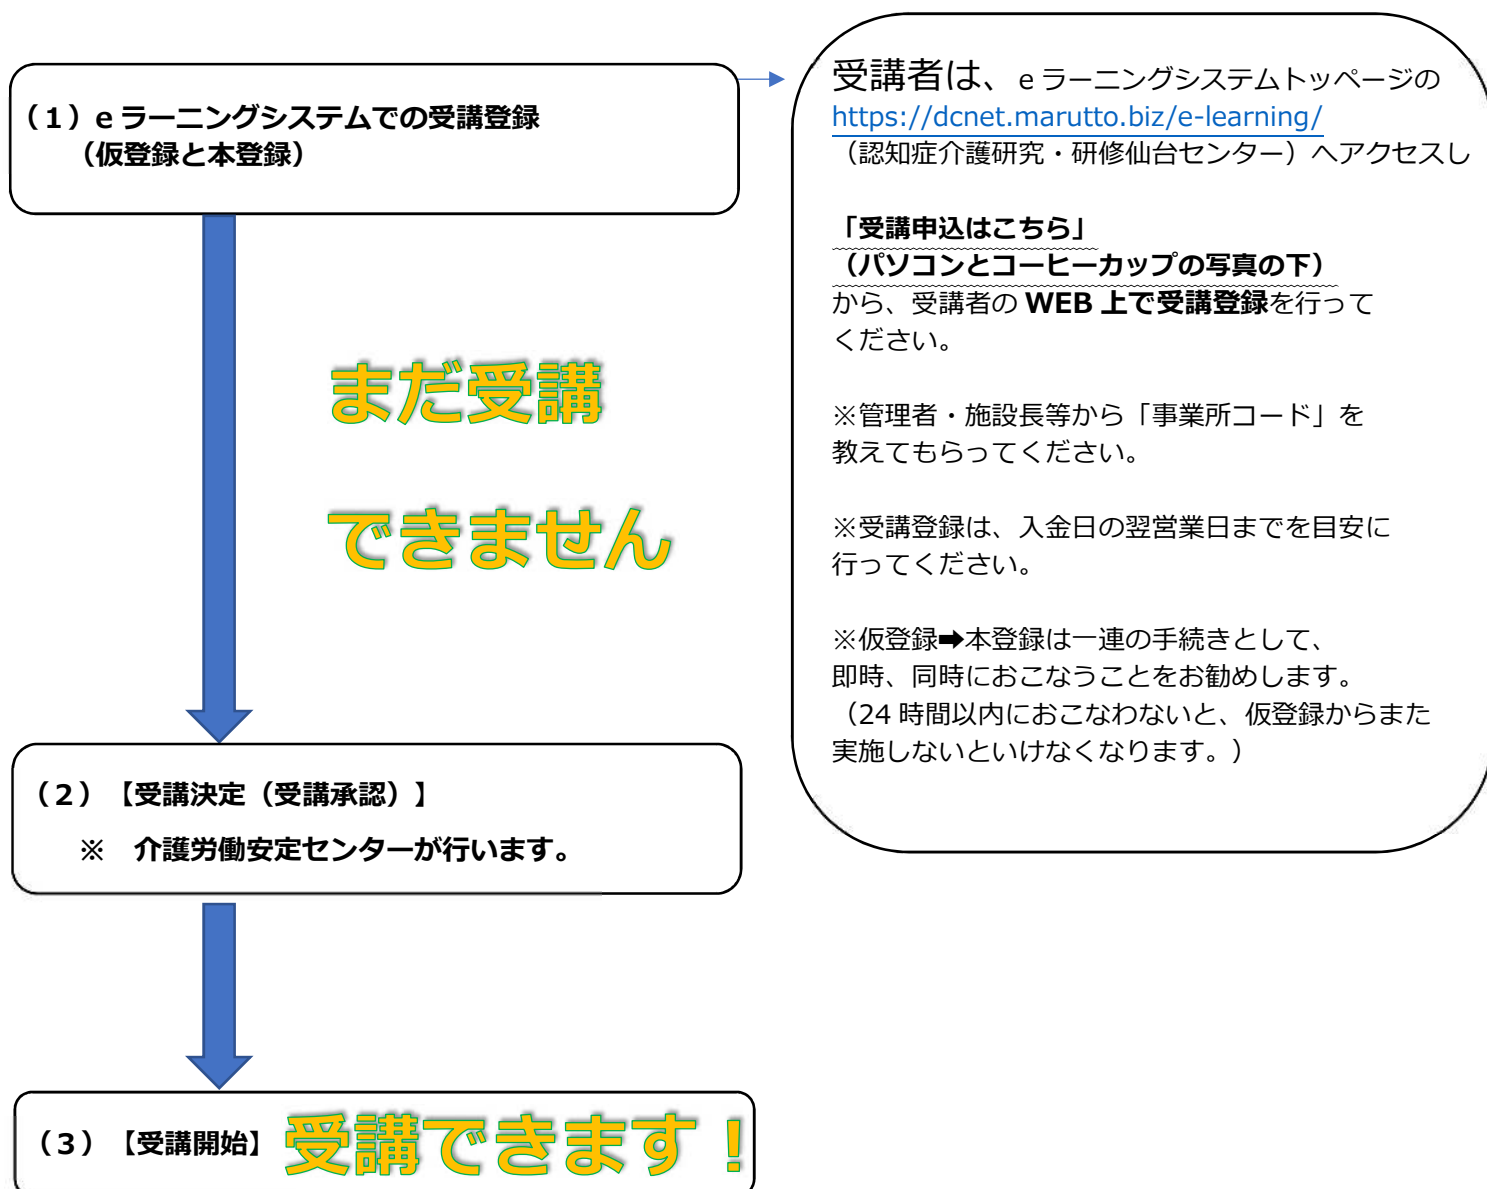 （１）e ラーニングシステムでの受講登録
（仮登録と本登録）
受講者は、e ラーニングシステムトッページの
https://dcnet.marutto.biz/e-learning/
（認知症介護研究・研修仙台センター）へアクセスし
「受講申込はこちら」
（パソコンとコーヒーカップの写真の下）
から、受講者の WEB 上で受講登録を行って
ください。
※管理者・施設長等から「事業所コード」を
教えてもらってください。
※受講登録は、入金日の翌営業日までを目安に
行ってください。
※仮登録➡本登録は一連の手続きとして、
即時、同時におこなうことをお勧めします。
（24 時間以内におこなわないと、仮登録からまた
実施しないといけなくなります。）
まだ受講
できません
（２）【受講決定（受講承認）】
※　介護労働安定センターが行います。
（３）【受講開始】 受講できます！